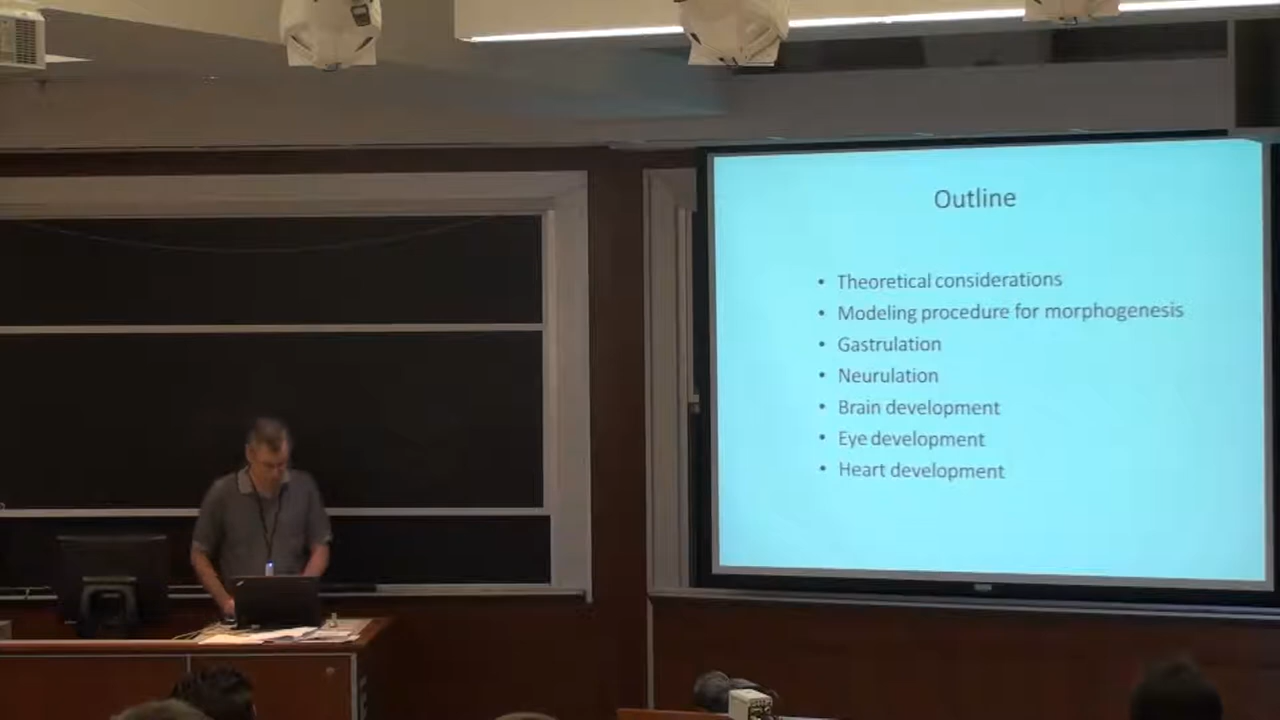 Outline
• Theoretical considerations
• Modeling procedure for morphogenesis
• Gastrulation
• Neurulation
• Brain development
• Eye development
• Heart development